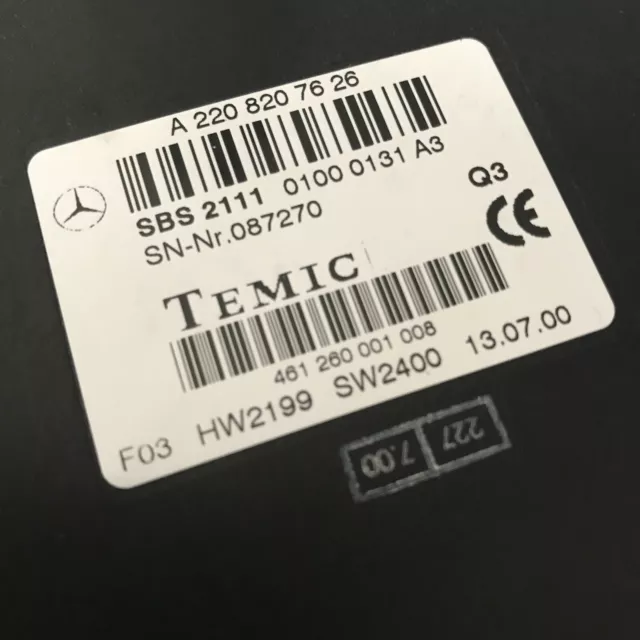 A 220 820 76 26
SBS 2111 0100 0131 A3
SN-Nr.087270
Q3
CE
TEMIC
461 260 001 008
F03 HW2199 SW2400 13.07.00
227
7.00